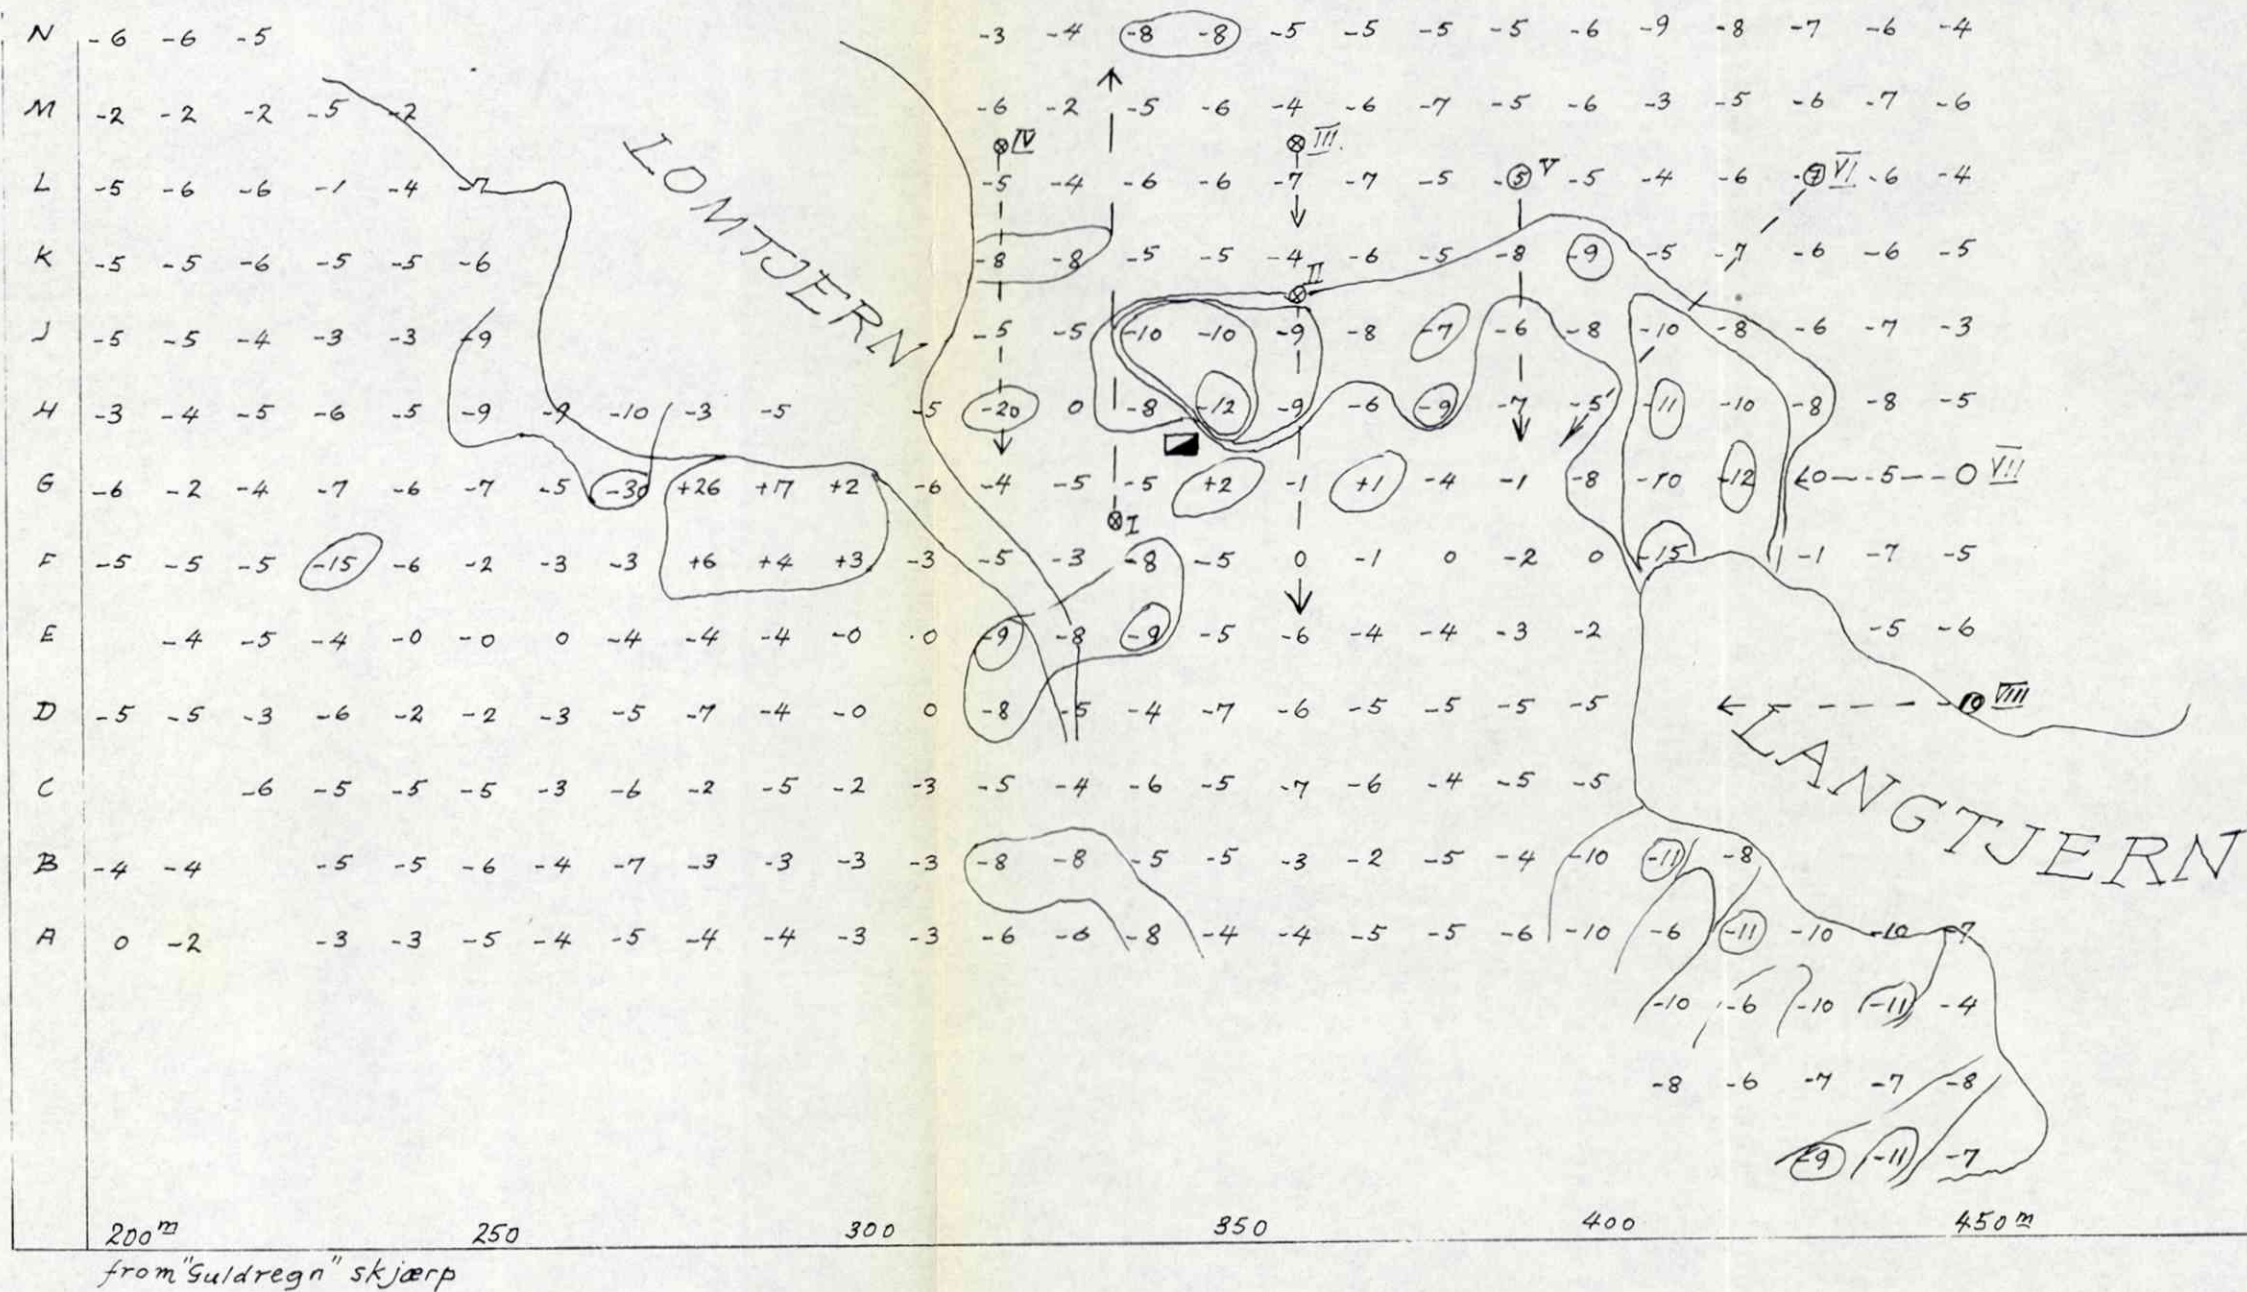 N -6 -6 -5 -3 -4 -8 -8 -5 -5 -5 -5 -6 -9 -8 -7 -6 -4
M -2 -2 -2 -5 -2 -6 -2 -5 -6 -4 -6 -7 -5 -6 -3 -5 -6 -7 -6
IV III
LOMTJERN
L -5 -6 -6 -1 -4 -7 -5 -4 -6 -6 -7 -7 -5 -5 V -5 -4 -6 -7 VI -6 -4
K -5 -5 -6 -5 -5 -6 -8 -8 -5 -5 -4 -6 -5 -8 -9 -5 -7 -6 -6 -5
II
J -5 -5 -4 -3 -3 -9 -5 -5 -10 -10 -9 -8 -7 -6 -8 -10 -8 -6 -7 -3
H -3 -4 -5 -6 -5 -9 -9 -10 -3 -5 -5 -20 0 -8 -12 -9 -6 -9 -7 -5 -11 -10 -8 -8 -5
G -6 -2 -4 -7 -6 -7 -5 -30 +26 +17 +2 -6 -4 -5 -5 +2 -1 +1 -4 -1 -8 -10 -12 0 -5 0 VII
I
F -5 -5 -5 -15 -6 -2 -3 -3 +6 +4 +3 -3 -5 -3 -8 -5 0 -1 0 -2 0 -15 -1 -7 -5
E -4 -5 -4 -0 -0 0 -4 -4 -4 -0 0 -9 -8 -9 -5 -6 -4 -4 -3 -2 -5 -6
D -5 -5 -3 -6 -2 -2 -3 -5 -7 -4 -0 0 -8 -5 -4 -7 -6 -5 -5 -5 -5 VIII
LANGTJERN
C -6 -5 -5 -5 -3 -6 -2 -5 -2 -3 -5 -4 -6 -5 -7 -6 -4 -5 -5
B -4 -4 -5 -5 -6 -4 -7 -3 -3 -3 -3 -8 -8 -5 -5 -3 -2 -5 -4 -10 -11 -8
A 0 -2 -3 -3 -5 -4 -5 -4 -4 -3 -3 -6 -6 -8 -4 -4 -5 -5 -6 -10 -6 -11 -10 -10 -7
-10 -6 -10 -11 -4
-8 -6 -7 -7 -8
-9 -11 -7
200m 250 300 350 400 450m
from "Guldregn" skjærp